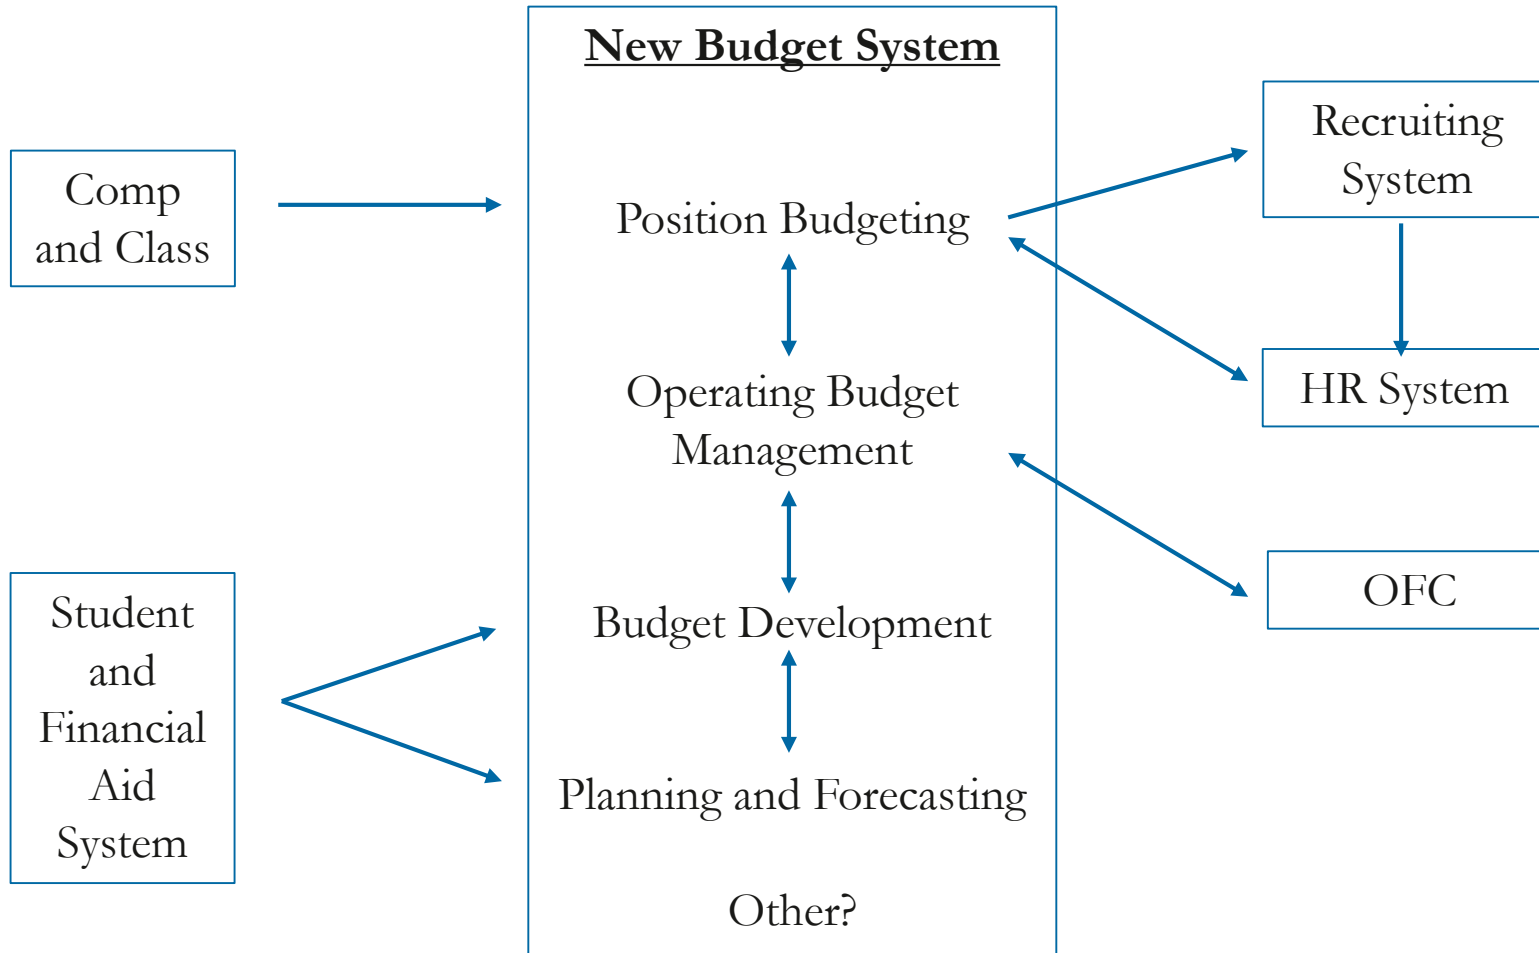 New Budget System
Comp
and Class
Position Budgeting
Recruiting
System
Operating Budget
Management
HR System
Student
and
Financial
Aid
System
Budget Development
OFC
Planning and Forecasting
Other?